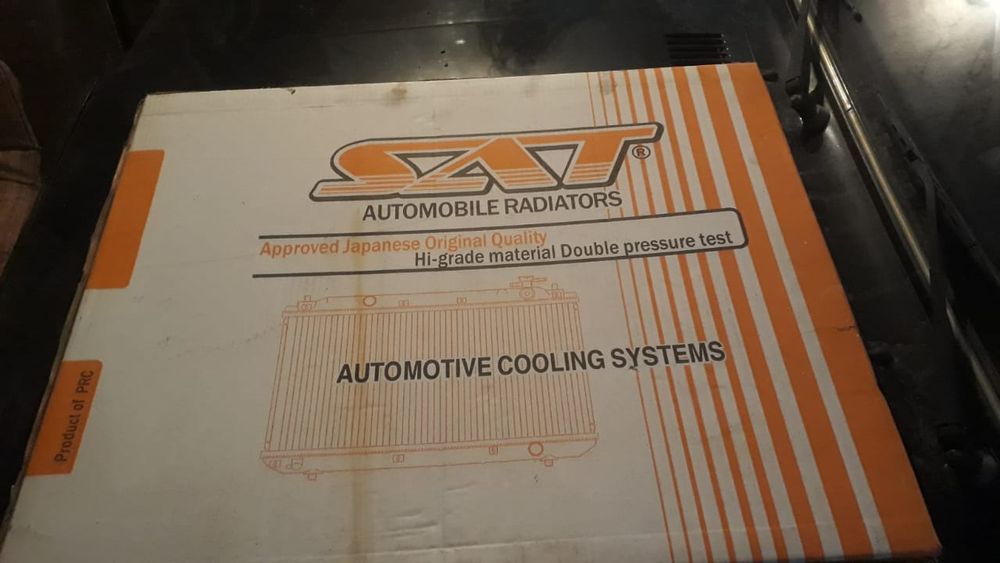 SAT ®
AUTOMOBILE RADIATORS
Approved Japanese Original Quality
Hi-grade material Double pressure test
AUTOMOTIVE COOLING SYSTEMS
Product of PRC